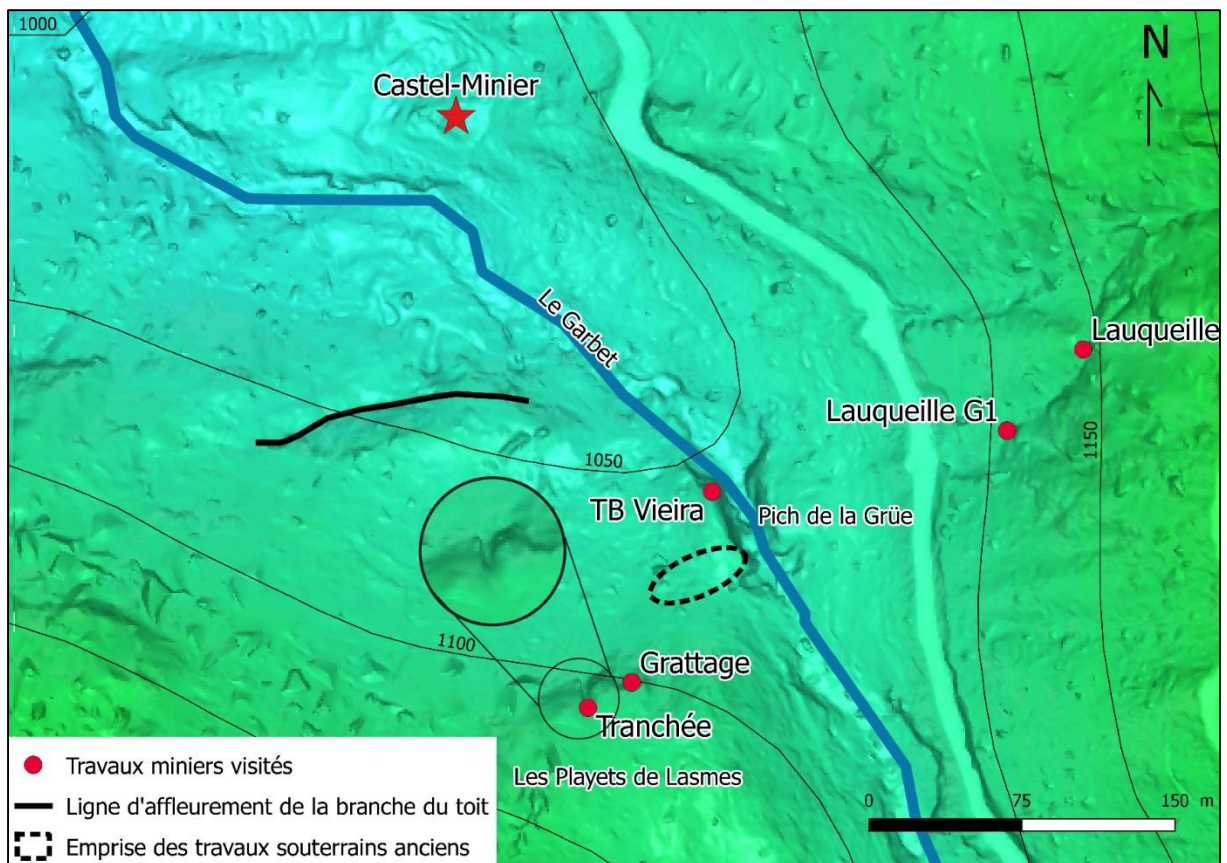 1000
N
Castel-Minier
Le Garbet
Lauqueille
Lauqueille G1
1150
1050
TB Vieira
Pich de la Grüe
1100
Grattage
Tranchée
Les Playets de Lasmes
Travaux miniers visités
Ligne d'affleurement de la branche du toit
Emprise des travaux souterrains anciens
0 75 150 m